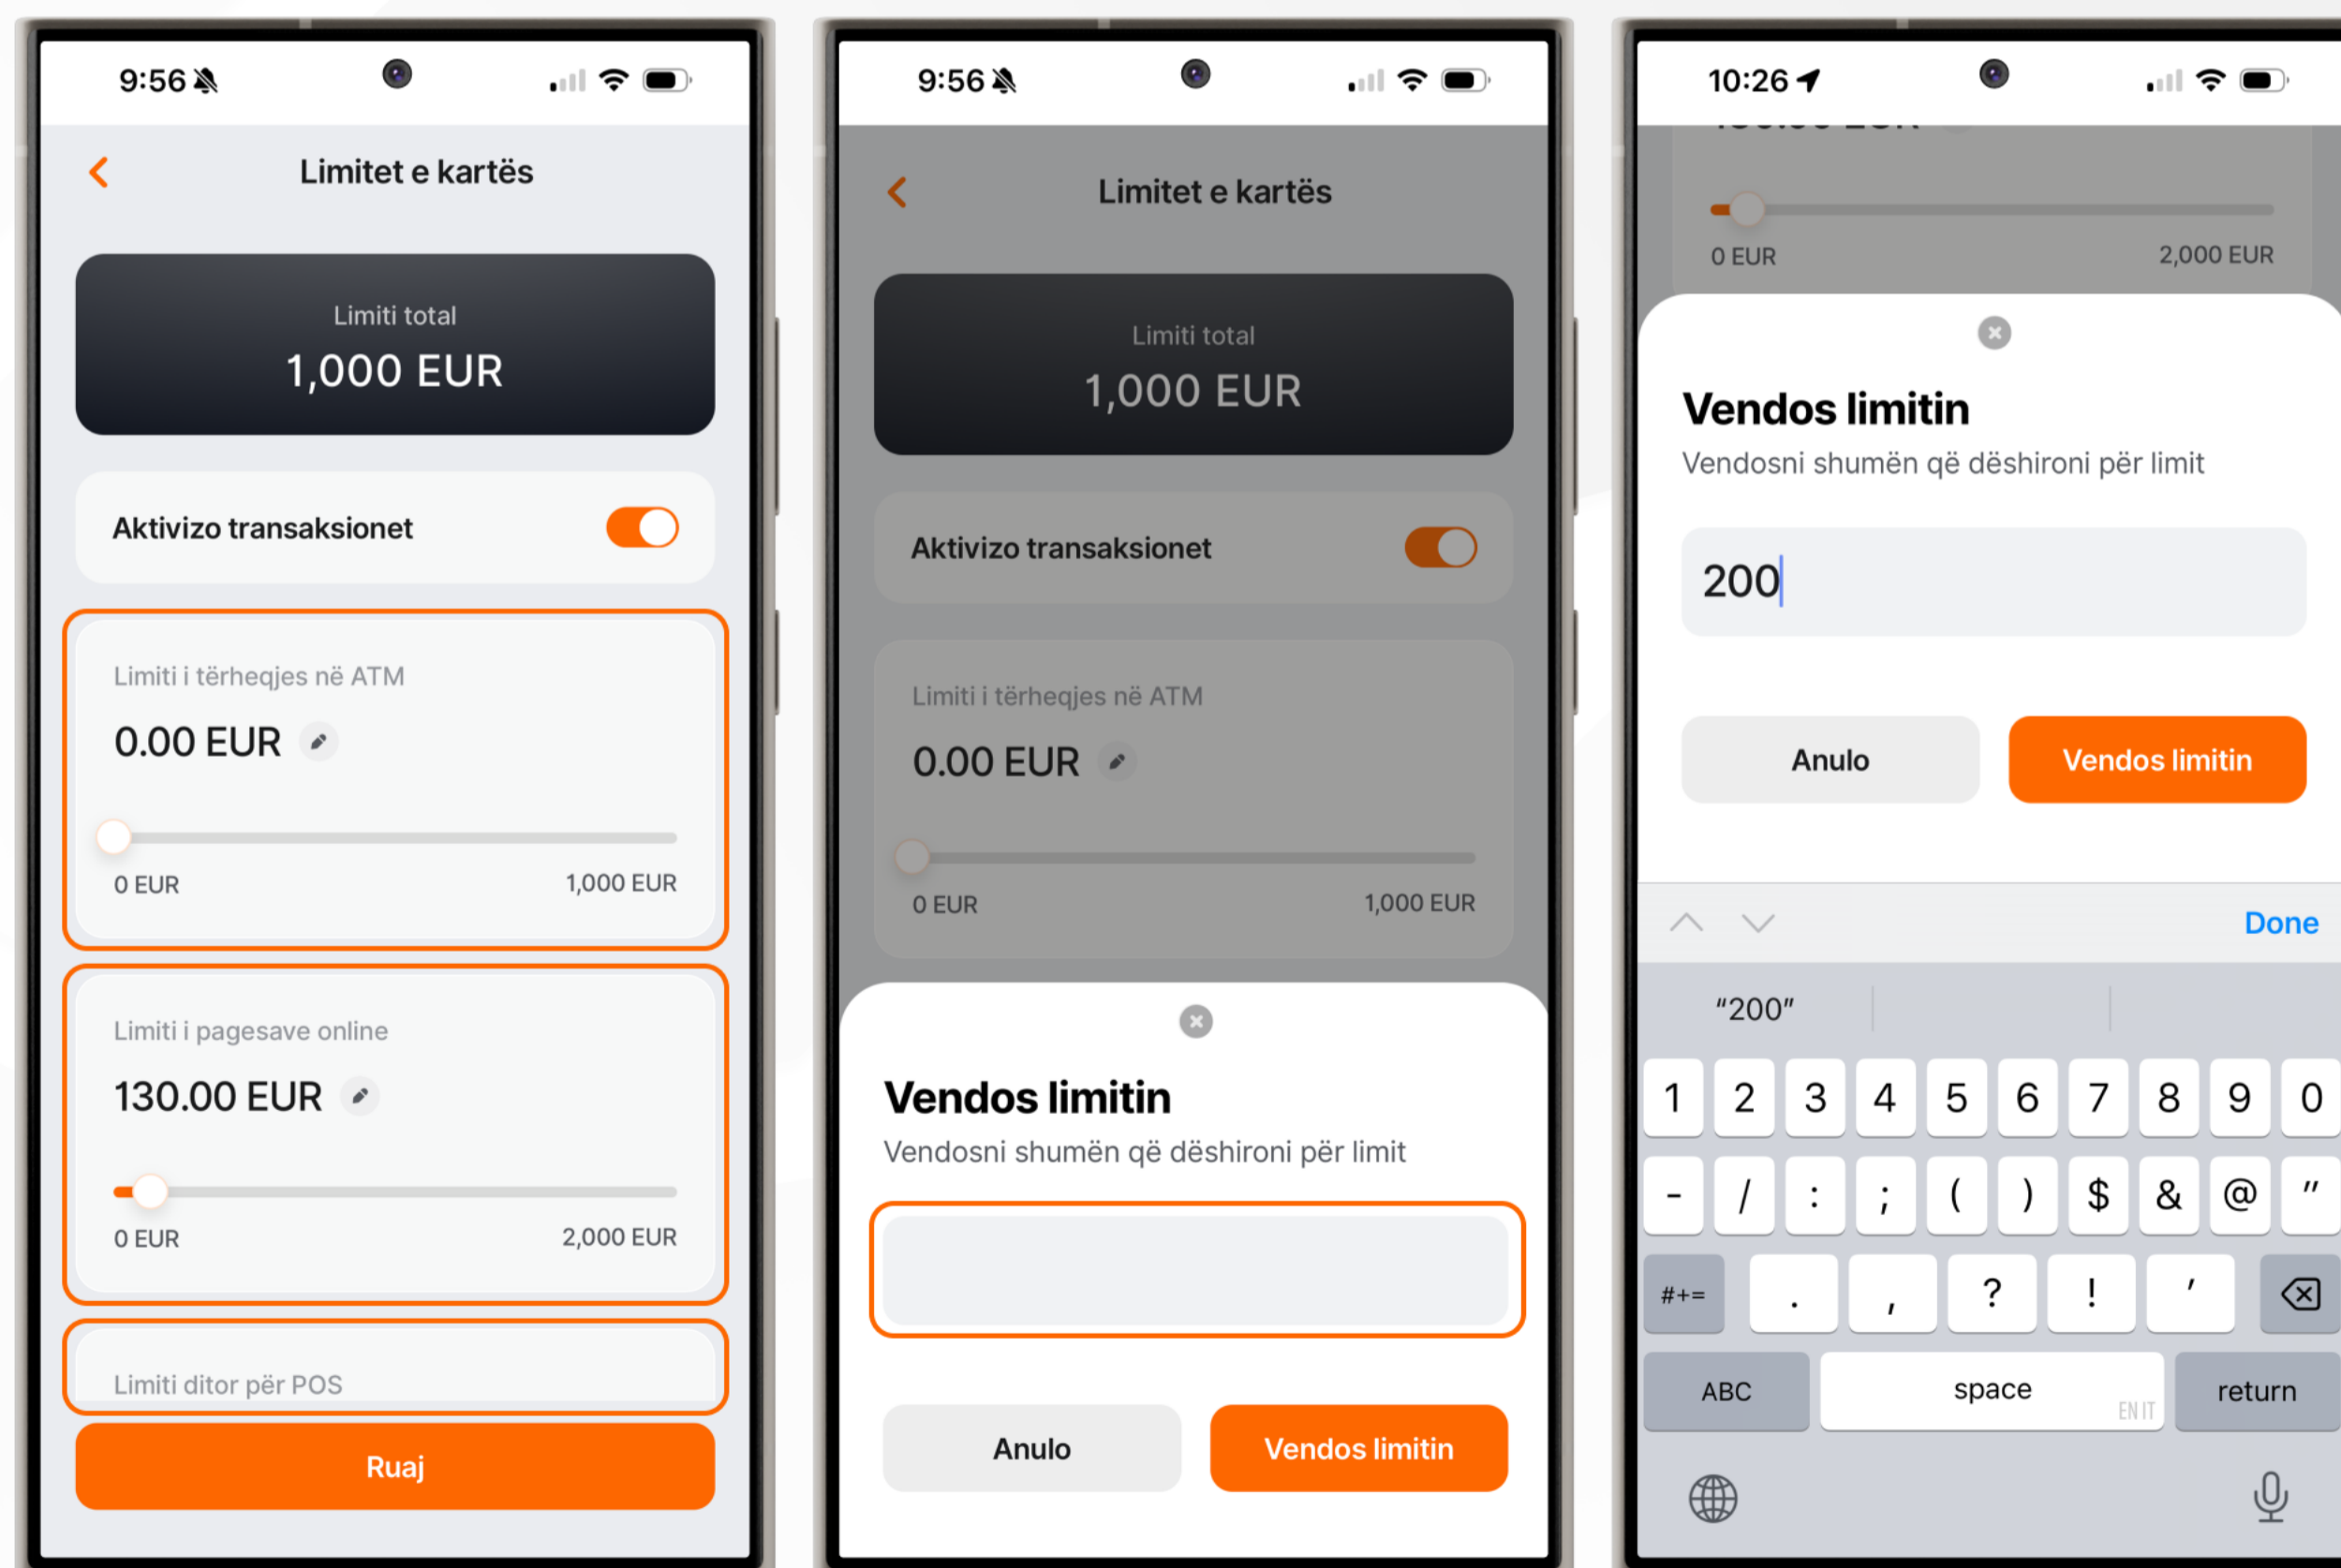 9:56
Limitet e kartës
Limiti total
1,000 EUR
Aktivizo transaksionet
Limiti i tërheqjes në ATM
0.00 EUR
0 EUR 1,000 EUR
Limiti i pagesave online
130.00 EUR
0 EUR 2,000 EUR
Limiti ditor për POS
Ruaj
9:56
Limitet e kartës
Limiti total
1,000 EUR
Aktivizo transaksionet
Limiti i tërheqjes në ATM
0.00 EUR
0 EUR 1,000 EUR
Vendos limitin
Vendosni shumën që dëshironi për limit
Anulo Vendos limitin
10:26
0 EUR 2,000 EUR
Vendos limitin
Vendosni shumën që dëshironi për limit
200
Anulo Vendos limitin
Done
“200”
1 2 3 4 5 6 7 8 9 0
- / : ; ( ) $ & @ "
#+= . , ? ! '
ABC space EN IT return